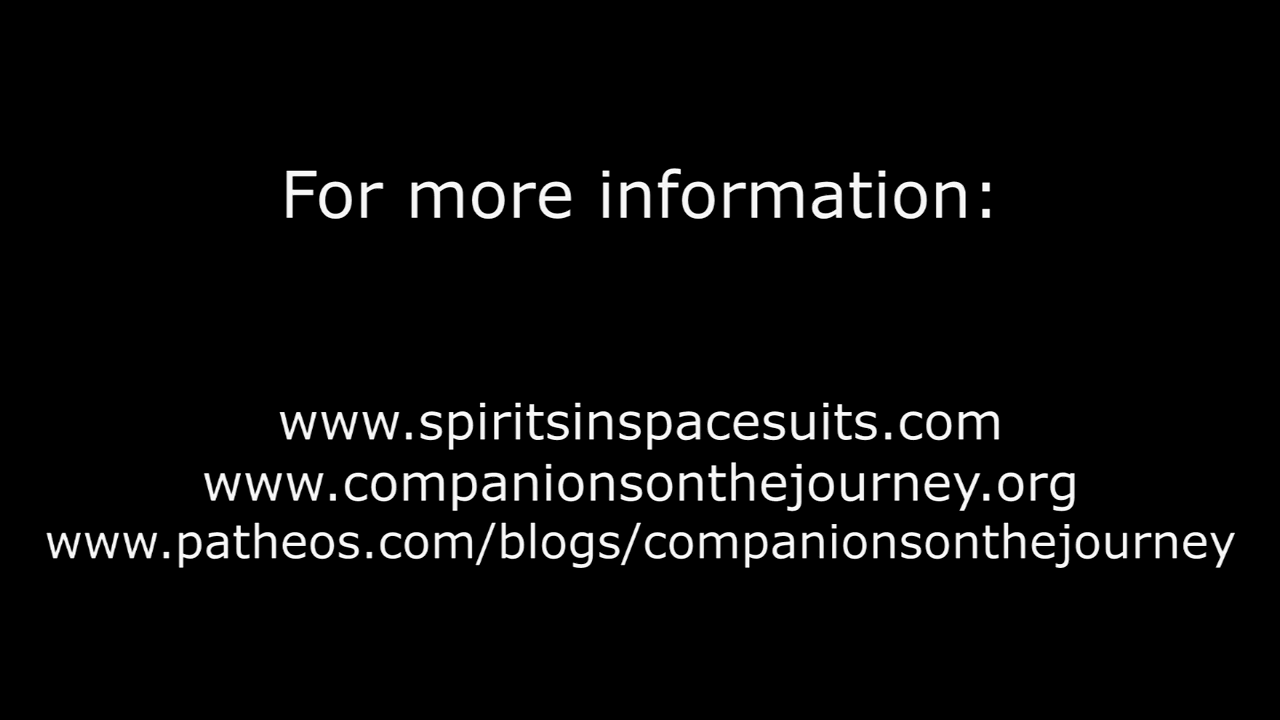 For more information:
www.spiritsinspacesuits.com
www.companionsonthejourney.org
www.patheos.com/blogs/companionsonthejourney